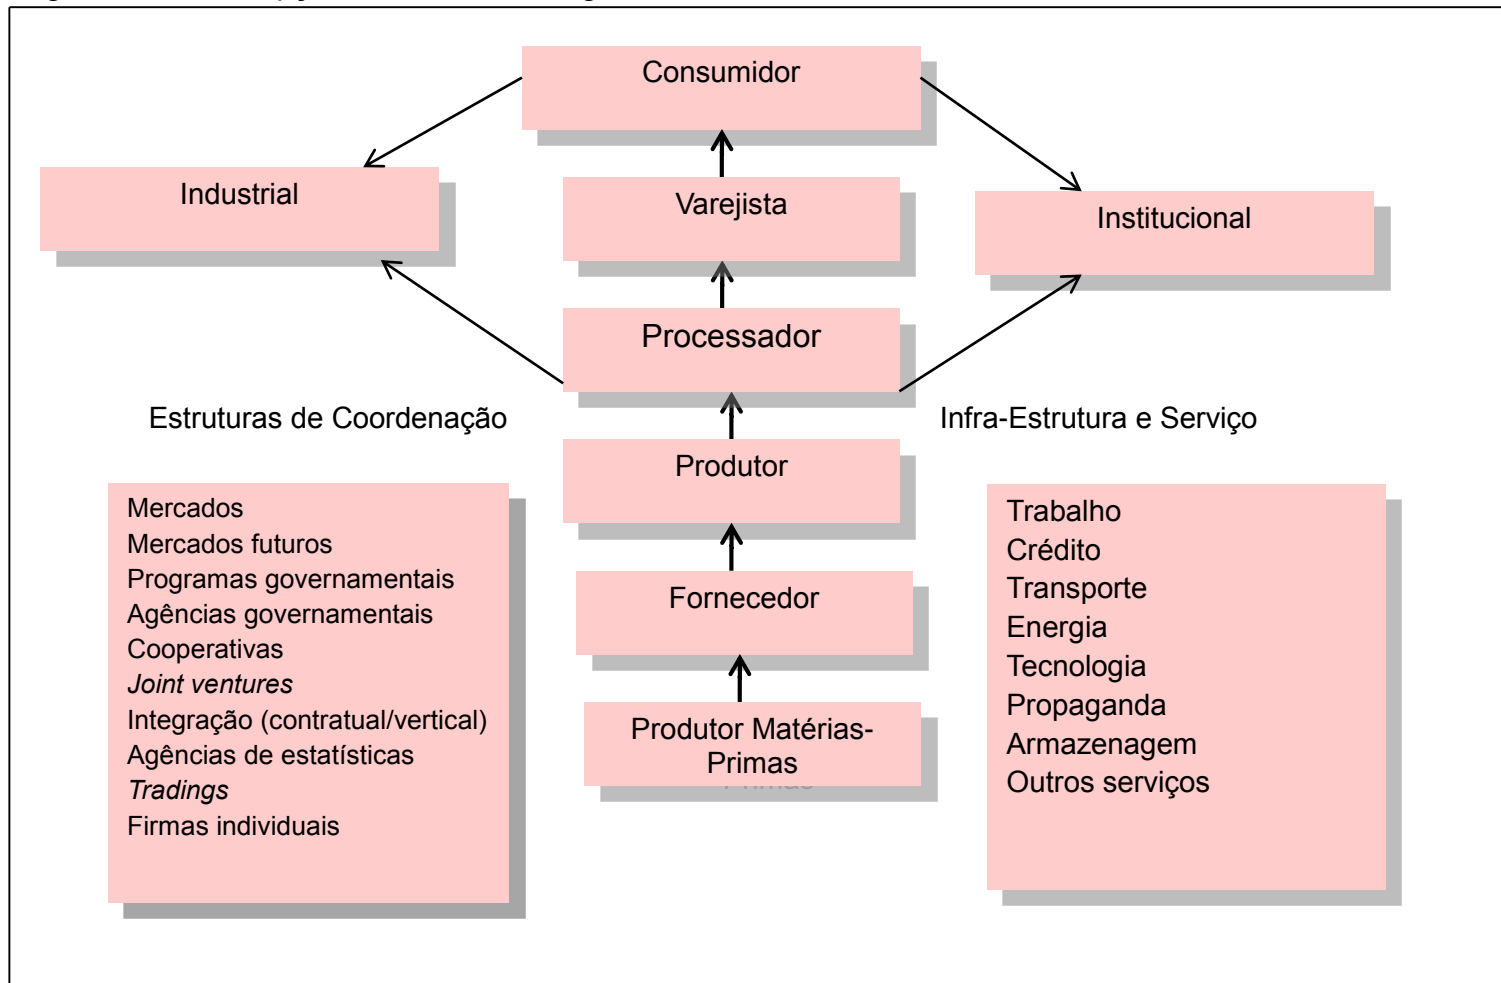 Consumidor
Industrial
Varejista
Institucional
Processador
Estruturas de Coordenação
Infra-Estrutura e Serviço
Produtor
Mercados
Mercados futuros
Programas governamentais
Agências governamentais
Cooperativas
Joint ventures
Integração (contratual/vertical)
Agências de estatísticas
Tradings
Firmas individuais
Fornecedor
Produtor Matérias-
Primas
Trabalho
Crédito
Transporte
Energia
Tecnologia
Propaganda
Armazenagem
Outros serviços